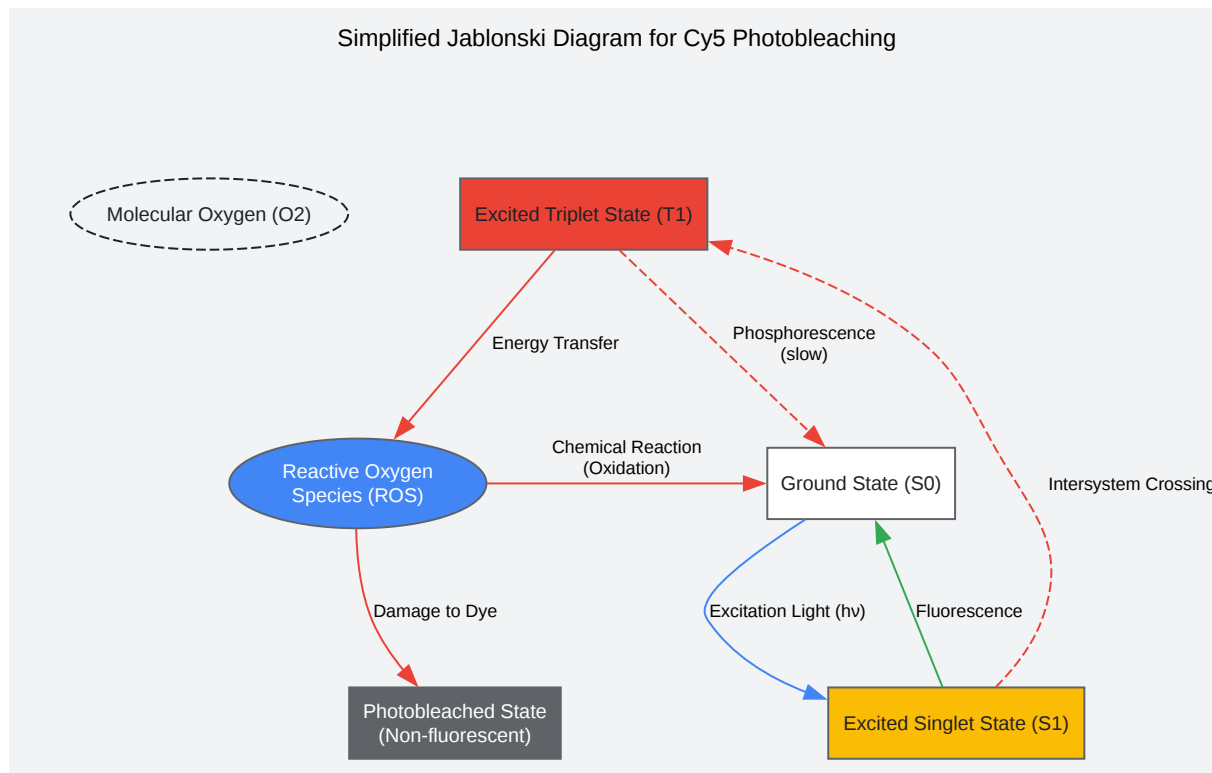 Simplified Jablonski Diagram for Cy5 Photobleaching
Molecular Oxygen (O2)
Excited Triplet State (T1)
Energy Transfer
Phosphorescence
(slow)
Reactive Oxygen
Species (ROS)
Chemical Reaction
(Oxidation)
Ground State (S0)
Intersystem Crossing
Damage to Dye
Excitation Light (hν)
Fluorescence
Photobleached State
(Non-fluorescent)
Excited Singlet State (S1)